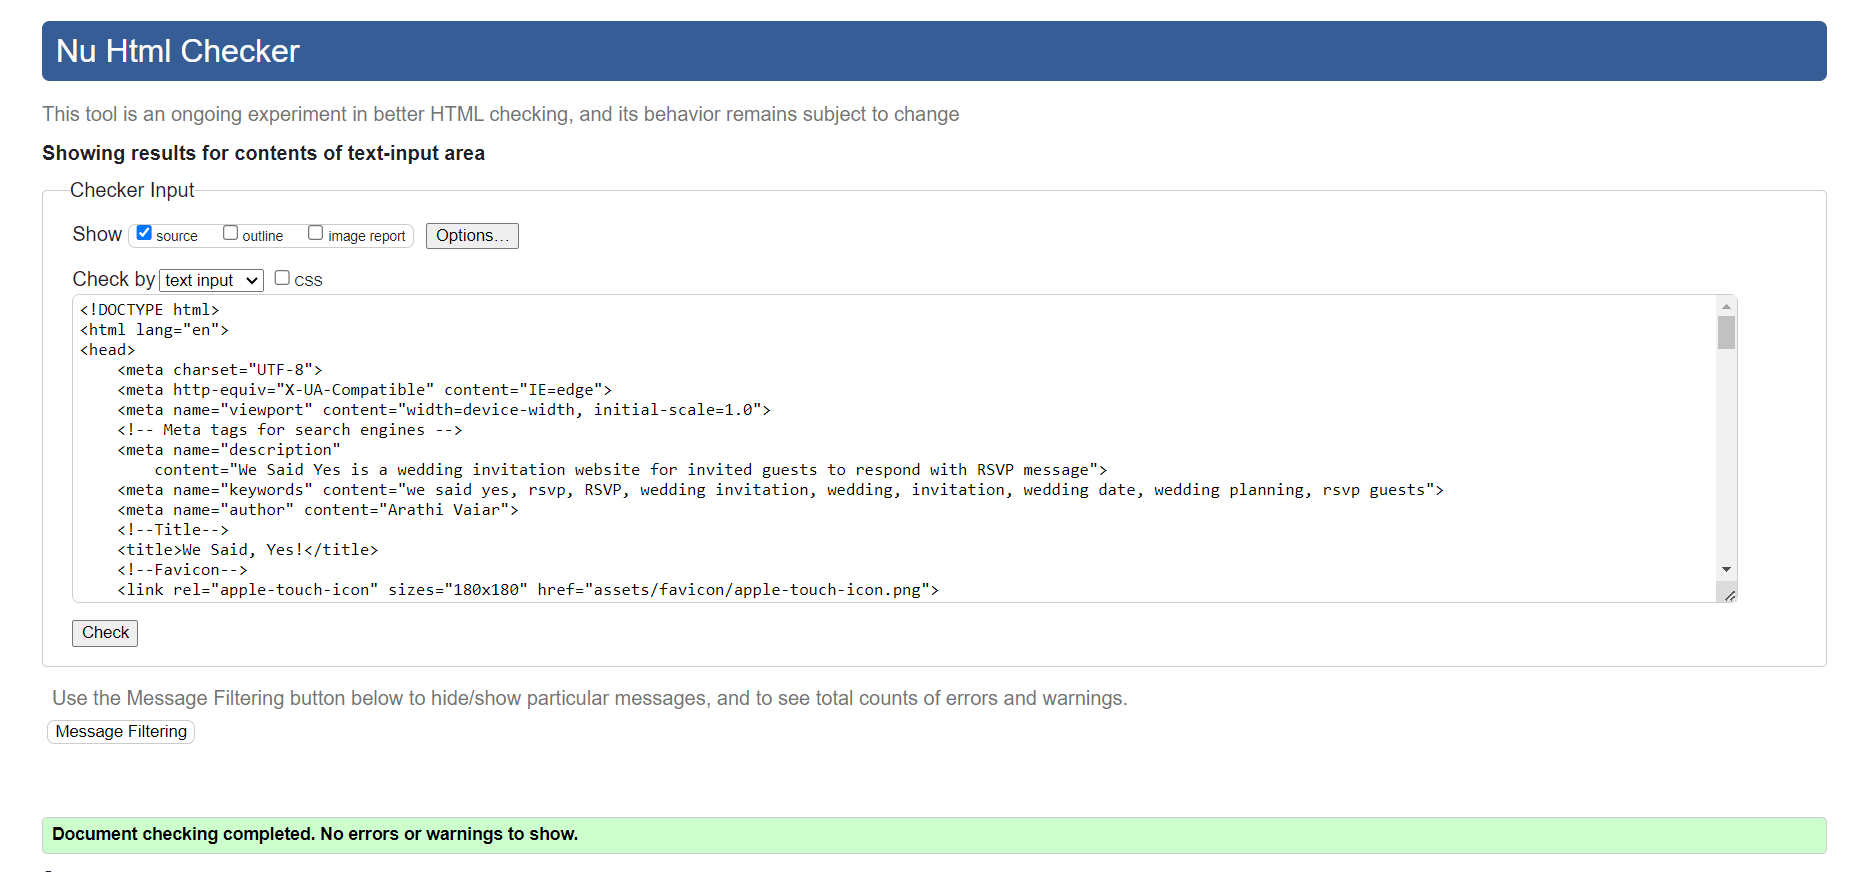 Nu Html Checker
This tool is an ongoing experiment in better HTML checking, and its behavior remains subject to change
Showing results for contents of text-input area
Checker Input
Show source outline image report Options...
Check by text input CSS
<!DOCTYPE html>
<html lang="en">
<head>
    <meta charset="UTF-8">
    <meta http-equiv="X-UA-Compatible" content="IE=edge">
    <meta name="viewport" content="width=device-width, initial-scale=1.0">
    <!-- Meta tags for search engines -->
    <meta name="description"
        content="We Said Yes is a wedding invitation website for invited guests to respond with RSVP message">
    <meta name="keywords" content="we said yes, rsvp, RSVP, wedding invitation, wedding, invitation, wedding date, wedding planning, rsvp guests">
    <meta name="author" content="Arathi Vaiar">
    <!--Title-->
    <title>We Said, Yes!</title>
    <!--Favicon-->
    <link rel="apple-touch-icon" sizes="180x180" href="assets/favicon/apple-touch-icon.png">
Check
Use the Message Filtering button below to hide/show particular messages, and to see total counts of errors and warnings.
Message Filtering
Document checking completed. No errors or warnings to show.